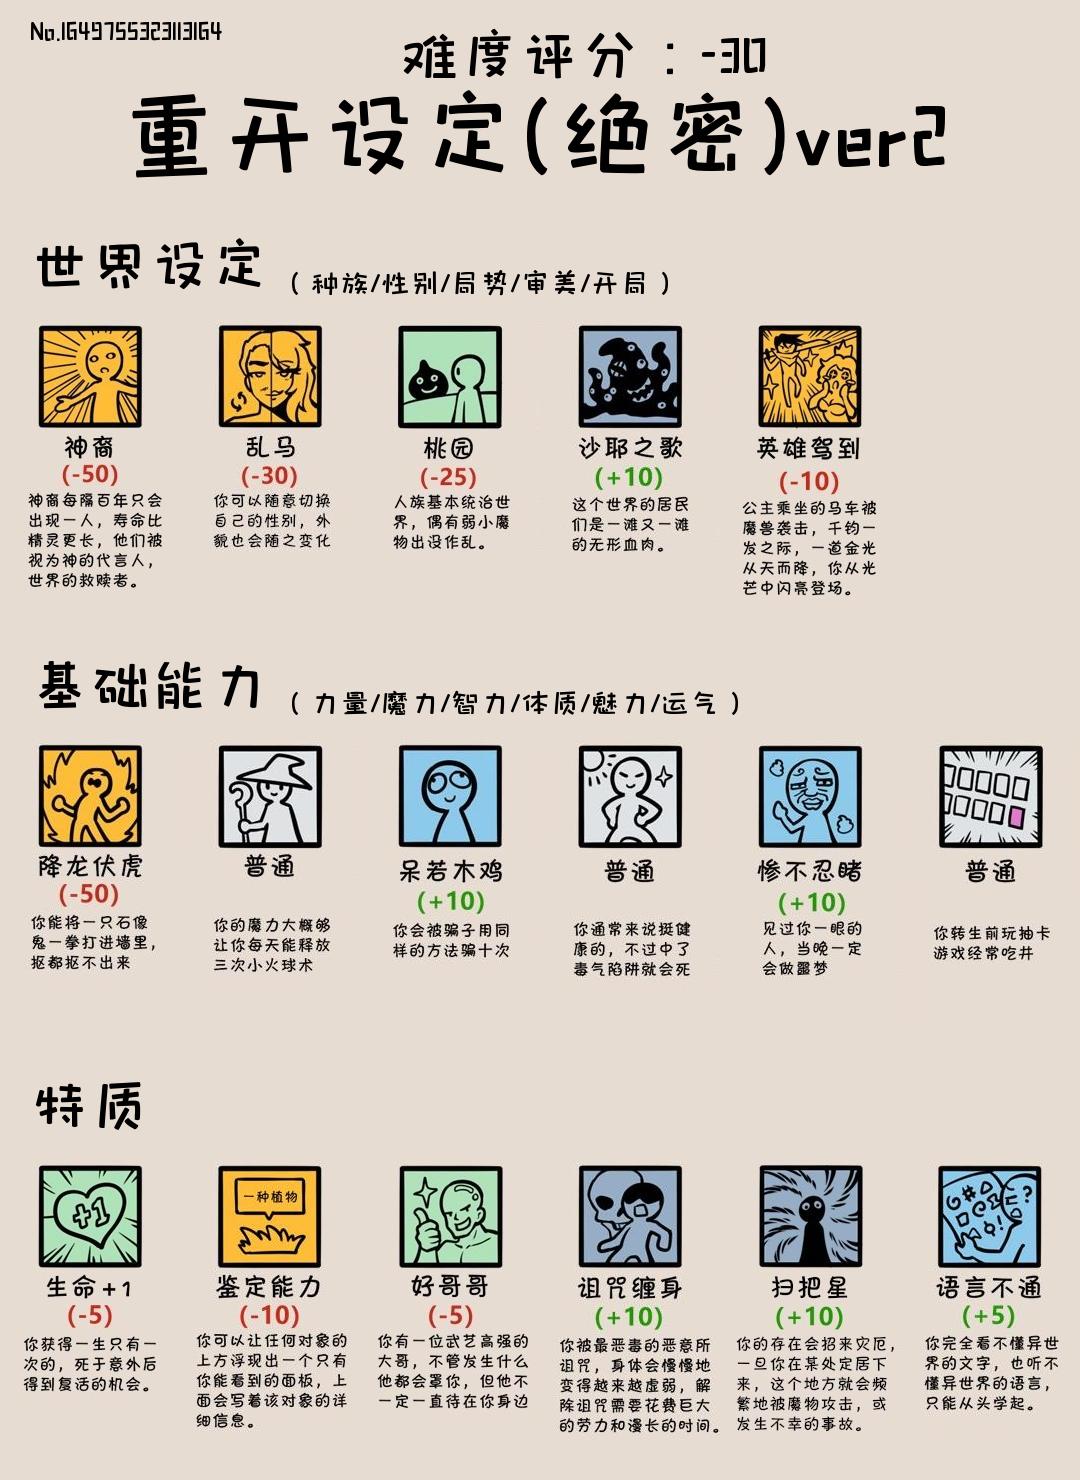 No.1649755323113164
难度评分：-30
重开设定(绝密)ver2
世界设定（种族/性别/局势/审美/开局）
神裔
(-50)
神裔每隔百年只会
出现一人，寿命比
精灵更长，他们被
视为神的代言人，
世界的救赎者。
乱马
(-30)
你可以随意切换
自己的性别，外
貌也会随之变化
桃园
(-25)
人族基本统治世
界，偶有弱小魔
物出设作乱。
沙耶之歌
(+10)
这个世界的居民
们是一滩又一滩
的无形血肉。
英雄驾到
(-10)
公主乘坐的马车被
魔兽袭击，千钧一
发之际，一道金光
从天而降，你从光
芒中闪亮登场。
基础能力（力量/魔力/智力/体质/魅力/运气）
降龙伏虎
(-50)
你能将一只石像
鬼一拳打进墙里，
抠都抠不出来
普通
你的魔力大概够
让你每天能释放
三次小火球术
呆若木鸡
(+10)
你会被骗子用同
样的方法骗十次
普通
你通常来说挺健
康的，不过中了
毒气陷阱就会死
惨不忍睹
(+10)
见过你一眼的
人，当晚一定
会做噩梦
普通
你转生前玩抽卡
游戏经常吃井
特质
生命+1
(-5)
你获得一生只有一
次的，死于意外后
得到复活的机会。
一种植物
鉴定能力
(-10)
你可以让任何对象的
上方浮现出一个只有
你能看到的面板，上
面会写着该对象的详
细信息。
好哥哥
(-5)
你有一位武艺高强的
大哥，不管发生什么
他都会罩你，但他不
一定一直待在你身边
诅咒缠身
(+10)
你被最恶毒的恶意所
诅咒，身体会慢慢地
变得越来越虚弱，解
除诅咒需要花费巨大
的劳力和漫长的时间。
扫把星
(+10)
你的存在会招来灾厄，
一旦你在某处定居下
来，这个地方就会频
繁地被魔物攻击，或
发生不幸的事故。
语言不通
(+5)
你完全看不懂异世
界的文字，也听不
懂异世界的语言，
只能从头学起。